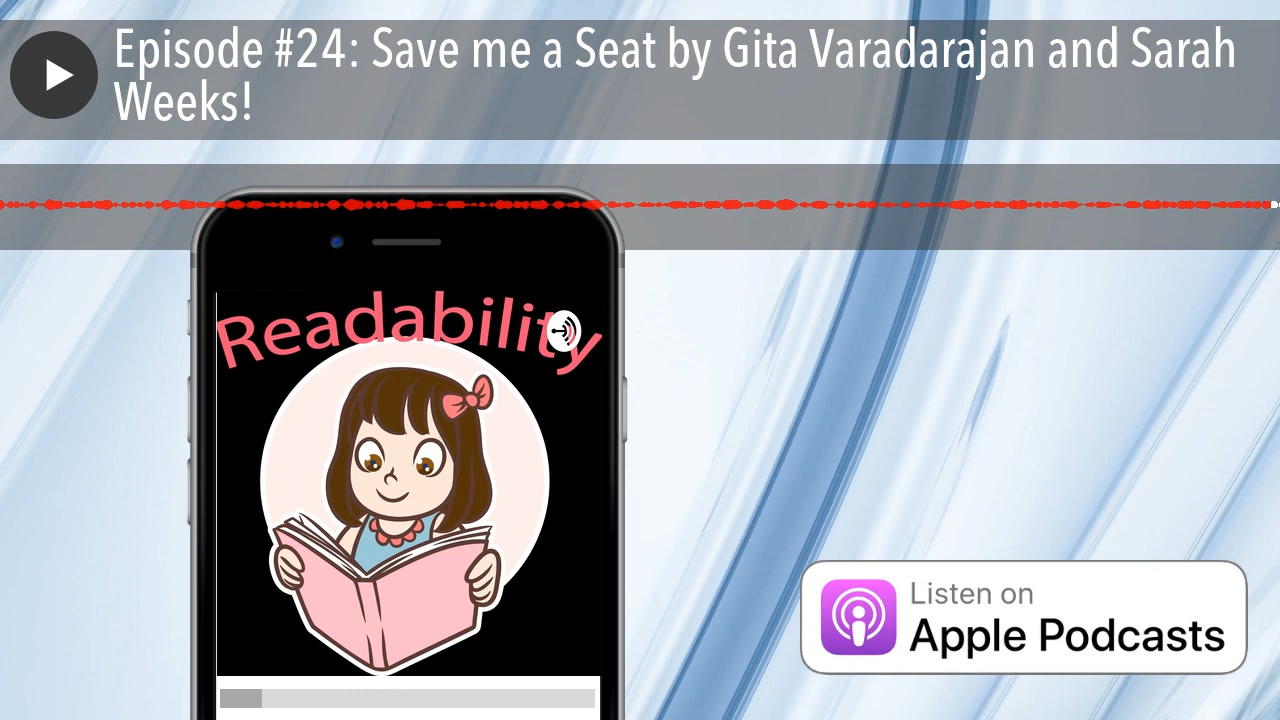 Episode #24: Save me a Seat by Gita Varadarajan and Sarah
Weeks!
Readability
Listen on
Apple Podcasts